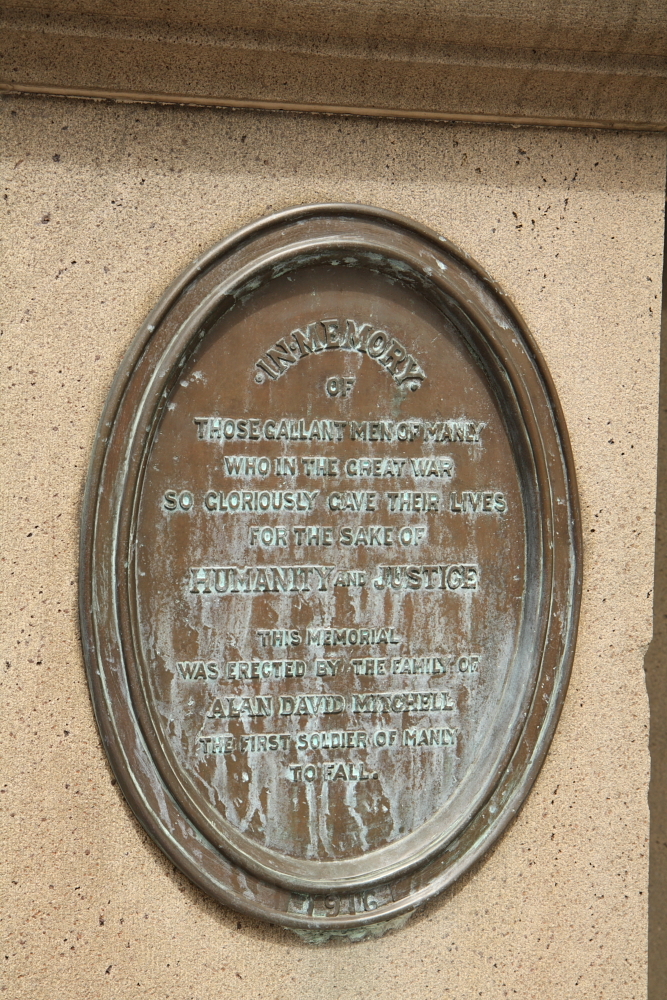 ·IN·MEMORY·
OF
THOSE GALLANT MEN OF MANLY
WHO IN THE GREAT WAR
SO GLORIOUSLY GAVE THEIR LIVES
FOR THE SAKE OF
HUMANITY AND JUSTICE
THIS MEMORIAL
WAS ERECTED BY THE FAMILY OF
ALAN DAVID MITCHELL
THE FIRST SOLDIER OF MANLY
TO FALL.
1916